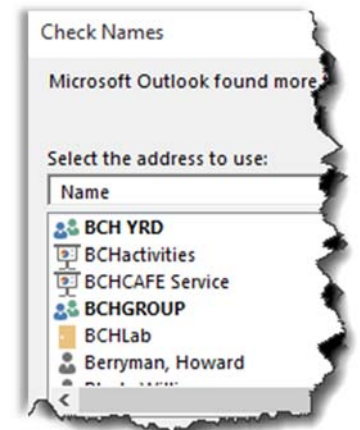 Check Names
Microsoft Outlook found more
Select the address to use:
Name
BCH YRD
BCHactivities
BCHCAFE Service
BCHGROUP
BCHLab
Berryman, Howard